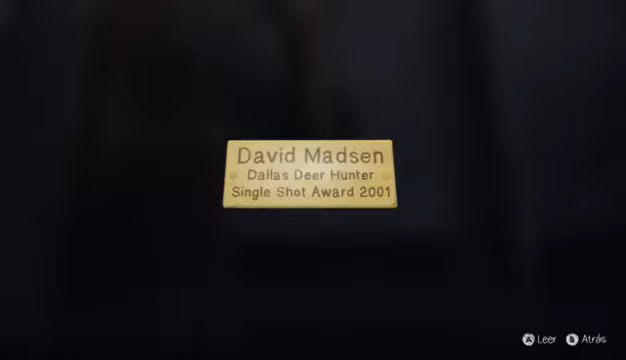 David Madsen
Dallas Deer Hunter
Single Shot Award 2001
A Leer B Atrás